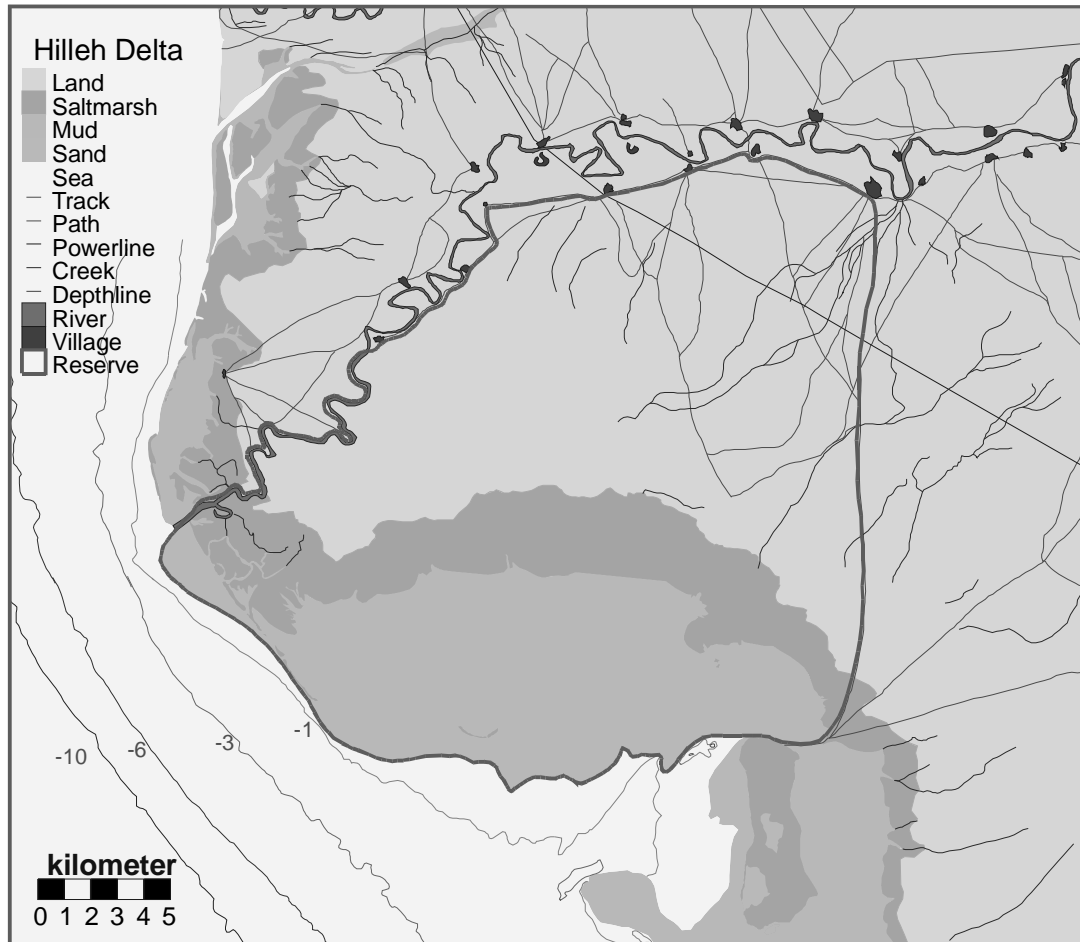 Hilleh Delta
Land
Saltmarsh
Mud
Sand
Sea
Track
Path
Powerline
Creek
Depthline
River
Village
Reserve
-10
-6
-3
-1
kilometer
0 1 2 3 4 5